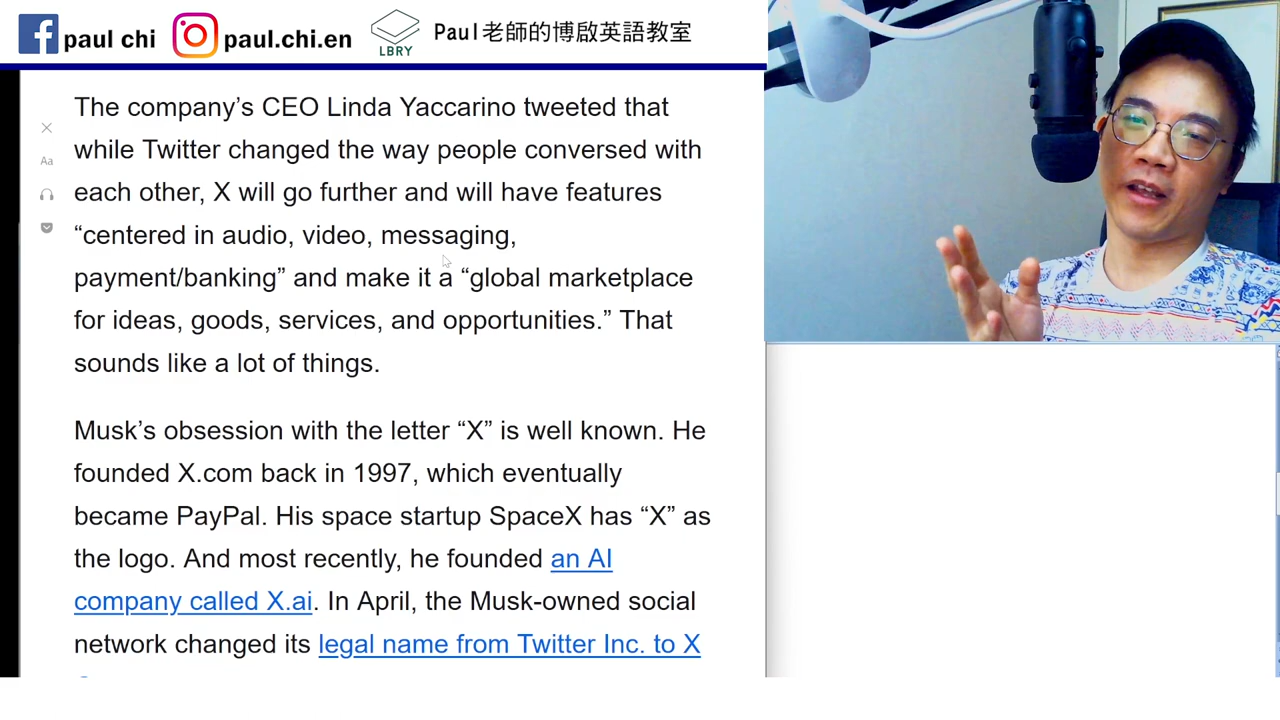 paul chi
paul.chi.en
LBRY
Paul老師的博啟英語教室
The company’s CEO Linda Yaccarino tweeted that
while Twitter changed the way people conversed with
each other, X will go further and will have features
“centered in audio, video, messaging,
payment/banking” and make it a “global marketplace
for ideas, goods, services, and opportunities.” That
sounds like a lot of things.
Musk’s obsession with the letter “X” is well known. He
founded X.com back in 1997, which eventually
became PayPal. His space startup SpaceX has “X” as
the logo. And most recently, he founded an AI
company called X.ai. In April, the Musk-owned social
network changed its legal name from Twitter Inc. to X
Aa